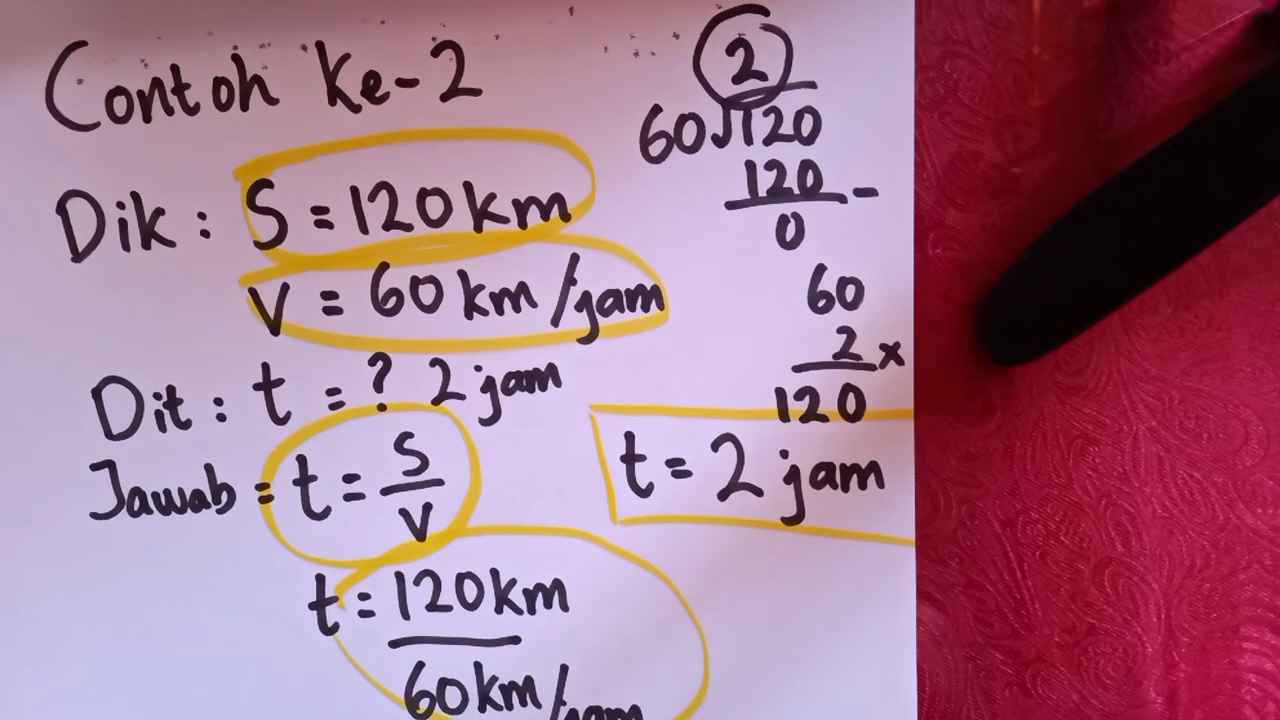 Contoh Ke-2
Dik : S = 120 km
V = 60 km/jam
Dit : t = ? 2 jam
Jawab = t = S
V
t = 120 km
60 km/jam
2
60√120
120 -
0
60
2 x
120
t = 2 jam